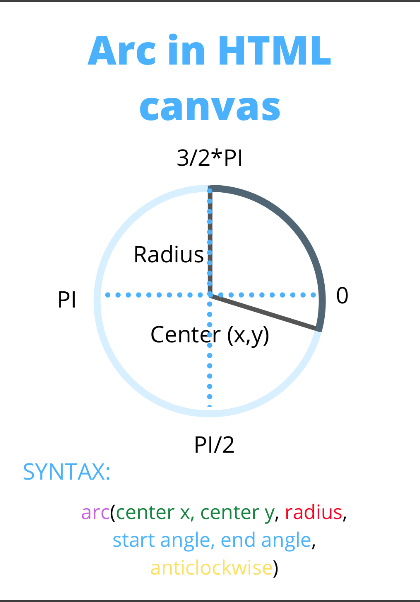 Arc in HTML
canvas
3/2*PI
Radius
PI
0
Center (x,y)
PI/2
SYNTAX:
arc(center x, center y, radius,
start angle, end angle,
anticlockwise)